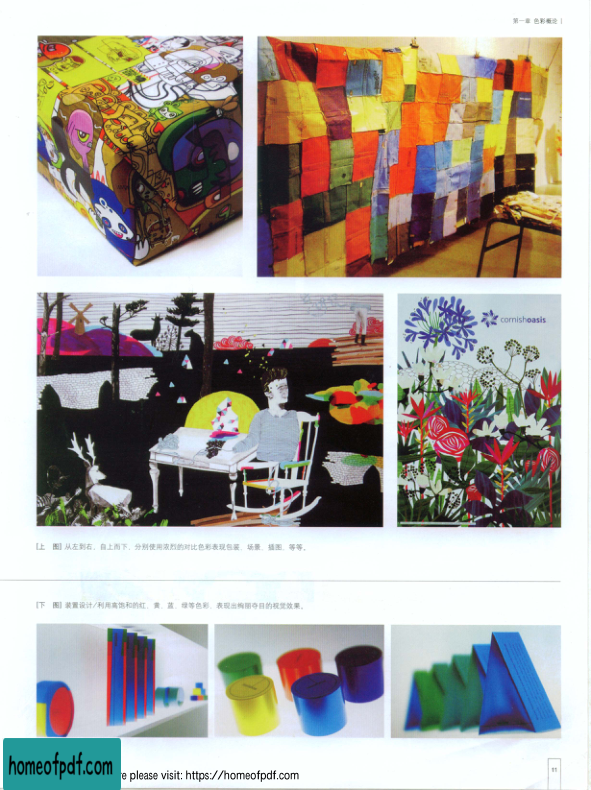 第一章 色彩概论
cornishoasis
[上 图] 从左到右、自上而下，分别使用浓烈的对比色彩表现包装、场景、插图、等等。
[下 图] 装置设计/利用高饱和的红、黄、蓝、绿等色彩，表现出绚丽夺目的视觉效果。
homeofpdf.com
e please visit: https://homeofpdf.com